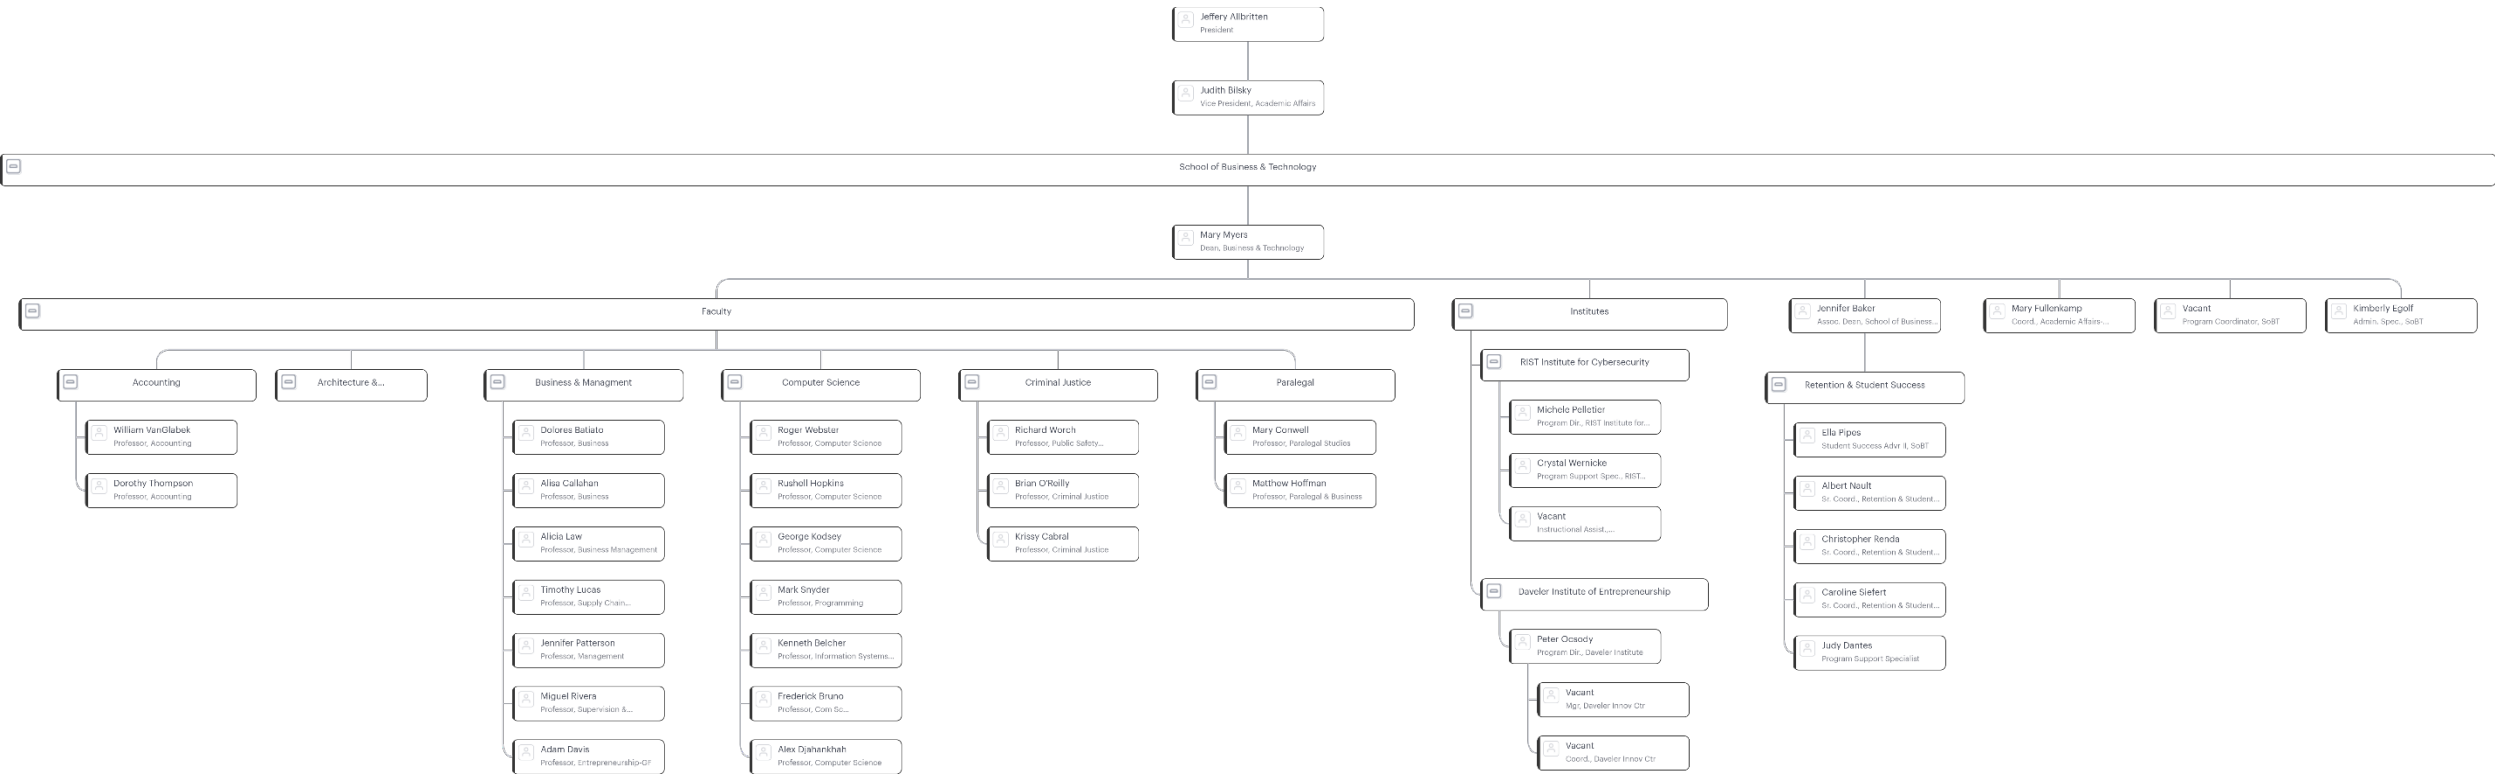 Jeffery Allbritten
President
Judith Bilsky
Vice President, Academic Affairs
School of Business & Technology
Mary Myers
Dean, Business & Technology
Faculty
Accounting
William VanGlabek
Professor, Accounting
Dorothy Thompson
Professor, Accounting
Architecture &...
Business & Managment
Dolores Batiato
Professor, Business
Alisa Callahan
Professor, Business
Alicia Law
Professor, Business Management
Timothy Lucas
Professor, Supply Chain...
Jennifer Patterson
Professor, Management
Miguel Rivera
Professor, Supervision &...
Adam Davis
Professor, Entrepreneurship-GF
Computer Science
Roger Webster
Professor, Computer Science
Rushell Hopkins
Professor, Computer Science
George Kodsey
Professor, Computer Science
Mark Snyder
Professor, Programming
Kenneth Belcher
Professor, Information Systems...
Frederick Bruno
Professor, Com Sc...
Alex Djahankhah
Professor, Computer Science
Criminal Justice
Richard Worch
Professor, Public Safety...
Brian O'Reilly
Professor, Criminal Justice
Krissy Cabral
Professor, Criminal Justice
Paralegal
Mary Conwell
Professor, Paralegal Studies
Matthew Hoffman
Professor, Paralegal & Business
Institutes
RIST Institute for Cybersecurity
Michele Pelletier
Program Dir., RIST Institute for...
Crystal Wernicke
Program Support Spec., RIST...
Vacant
Instructional Assist.,...
Daveler Institute of Entrepreneurship
Peter Ocsody
Program Dir., Daveler Institute
Vacant
Mgr, Daveler Innov Ctr
Vacant
Coord., Daveler Innov Ctr
Jennifer Baker
Assoc. Dean, School of Business...
Retention & Student Success
Ella Pipes
Student Success Advr II, SoBT
Albert Nault
Sr. Coord., Retention & Student...
Christopher Renda
Sr. Coord., Retention & Student...
Caroline Siefert
Sr. Coord., Retention & Student...
Judy Dantes
Program Support Specialist
Mary Fullenkamp
Coord., Academic Affairs-...
Vacant
Program Coordinator, SoBT
Kimberly Egolf
Admin. Spec., SoBT